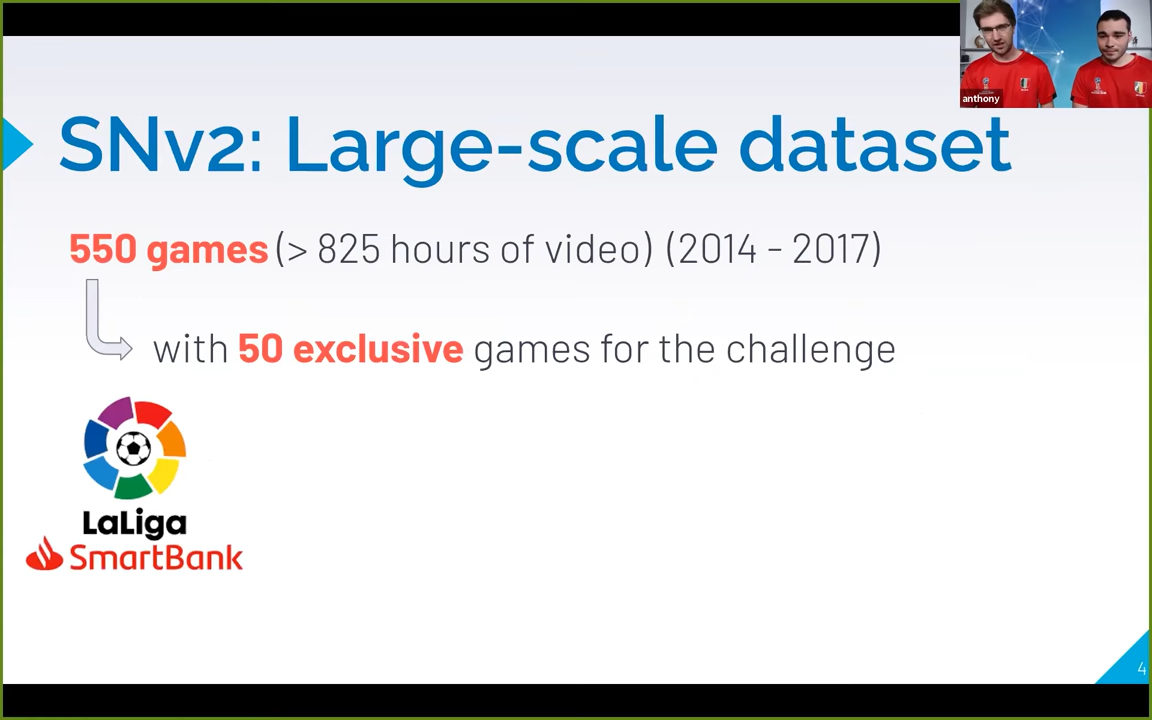 anthony
SNv2: Large-scale dataset
550 games (> 825 hours of video) (2014 - 2017)
with 50 exclusive games for the challenge
LaLiga
SmartBank
4